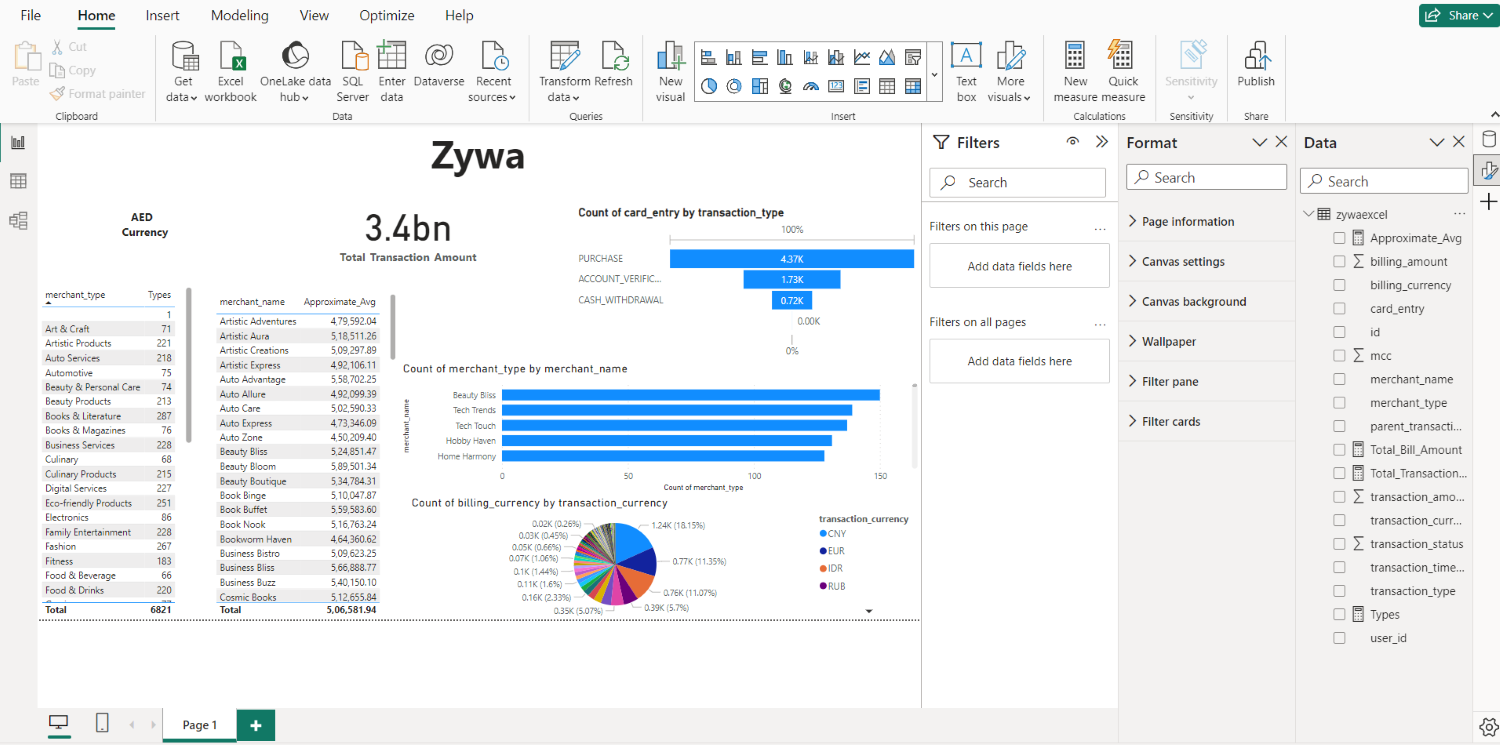 File Home Insert Modeling View Optimize Help Share
Paste
Cut
Copy
Format painter
Clipboard
Get data
Excel workbook
OneLake data hub
SQL Server
Enter data
Dataverse
Recent sources
Data
Transform data
Refresh
Queries
New visual
Text box
More visuals
Insert
New measure
Quick measure
Calculations
Sensitivity
Sensitivity
Publish
Share
Zywa
AED
Currency
3.4bn
Total Transaction Amount
Count of card_entry by transaction_type
100%
PURCHASE 4.37K
ACCOUNT_VERIFIC... 1.73K
CASH_WITHDRAWAL 0.72K
0.00K
0%
merchant_type Types
1
Art & Craft 71
Artistic Products 221
Auto Services 218
Automotive 75
Beauty & Personal Care 74
Beauty Products 213
Books & Literature 287
Books & Magazines 76
Business Services 228
Culinary 68
Culinary Products 215
Digital Services 227
Eco-friendly Products 251
Electronics 86
Family Entertainment 228
Fashion 267
Fitness 183
Food & Beverage 66
Food & Drinks 220
Total 6821
merchant_name Approximate_Avg
Artistic Adventures 4,79,592.04
Artistic Aura 5,18,511.26
Artistic Creations 5,09,297.89
Artistic Express 4,92,106.11
Auto Advantage 5,58,702.25
Auto Allure 4,92,099.39
Auto Care 5,02,590.33
Auto Express 4,73,346.09
Auto Zone 4,50,209.40
Beauty Bliss 5,24,851.47
Beauty Bloom 5,89,501.34
Beauty Boutique 5,34,784.31
Book Binge 5,10,047.87
Book Buffet 5,59,583.60
Book Nook 5,16,763.24
Bookworm Haven 4,64,360.62
Business Bistro 5,09,623.25
Business Bliss 5,66,888.77
Business Buzz 5,40,150.10
Cosmic Books 5,12,655.84
Total 5,06,581.94
Count of merchant_type by merchant_name
merchant_name
Beauty Bliss
Tech Trends
Tech Touch
Hobby Haven
Home Harmony
0 50 100 150
Count of merchant_type
Count of billing_currency by transaction_currency
0.02K (0.26%)
0.03K (0.45%)
0.05K (0.66%)
0.07K (1.06%)
0.1K (1.44%)
0.11K (1.6%)
0.16K (2.33%)
0.35K (5.07%)
1.24K (18.15%)
0.77K (11.35%)
0.76K (11.07%)
0.39K (5.7%)
transaction_currency
CNY
EUR
IDR
RUB
Filters
Search
Filters on this page ...
Add data fields here
Filters on all pages ...
Add data fields here
Format
Search
Page information
Canvas settings
Canvas background
Wallpaper
Filter pane
Filter cards
Data
Search
zywaexcel ...
Approximate_Avg
billing_amount
billing_currency
card_entry
id
mcc
merchant_name
merchant_type
parent_transacti...
Total_Bill_Amount
Total_Transaction...
transaction_amo...
transaction_curr...
transaction_status
transaction_time...
transaction_type
Types
user_id
Page 1